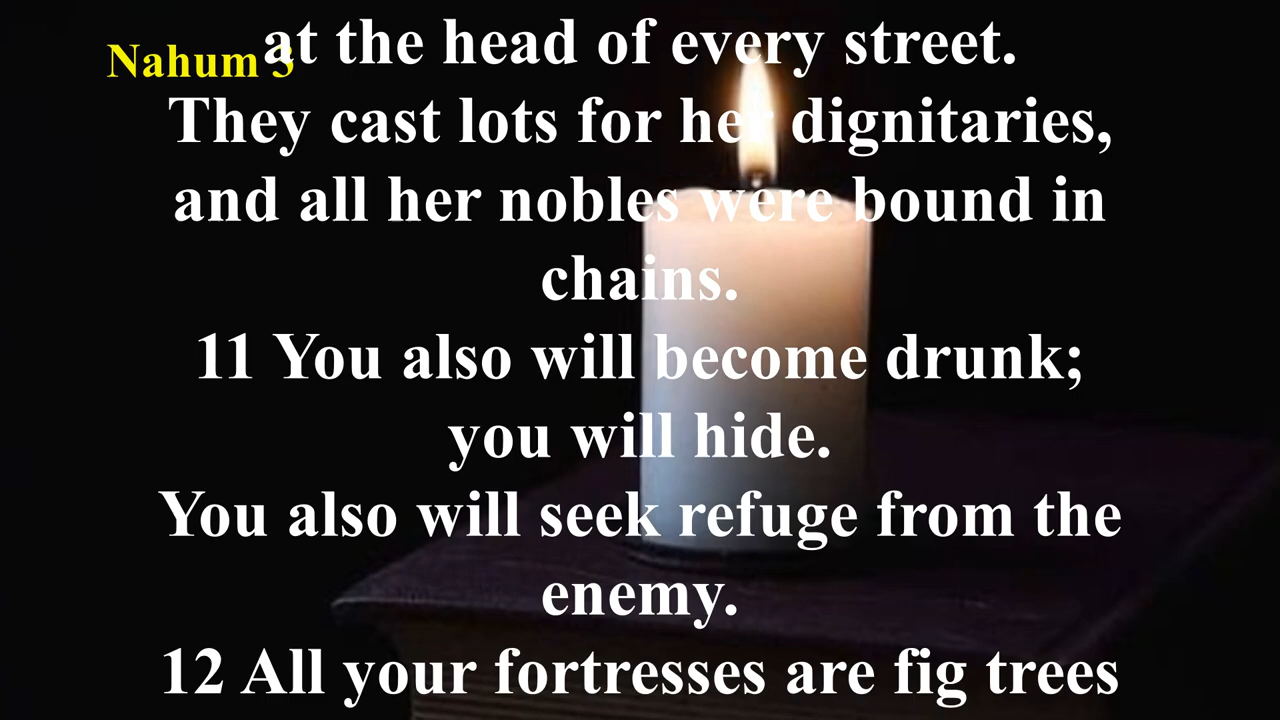 at the head of every street.
Nahum 3
They cast lots for her dignitaries,
and all her nobles were bound in
chains.
11 You also will become drunk;
you will hide.
You also will seek refuge from the
enemy.
12 All your fortresses are fig trees